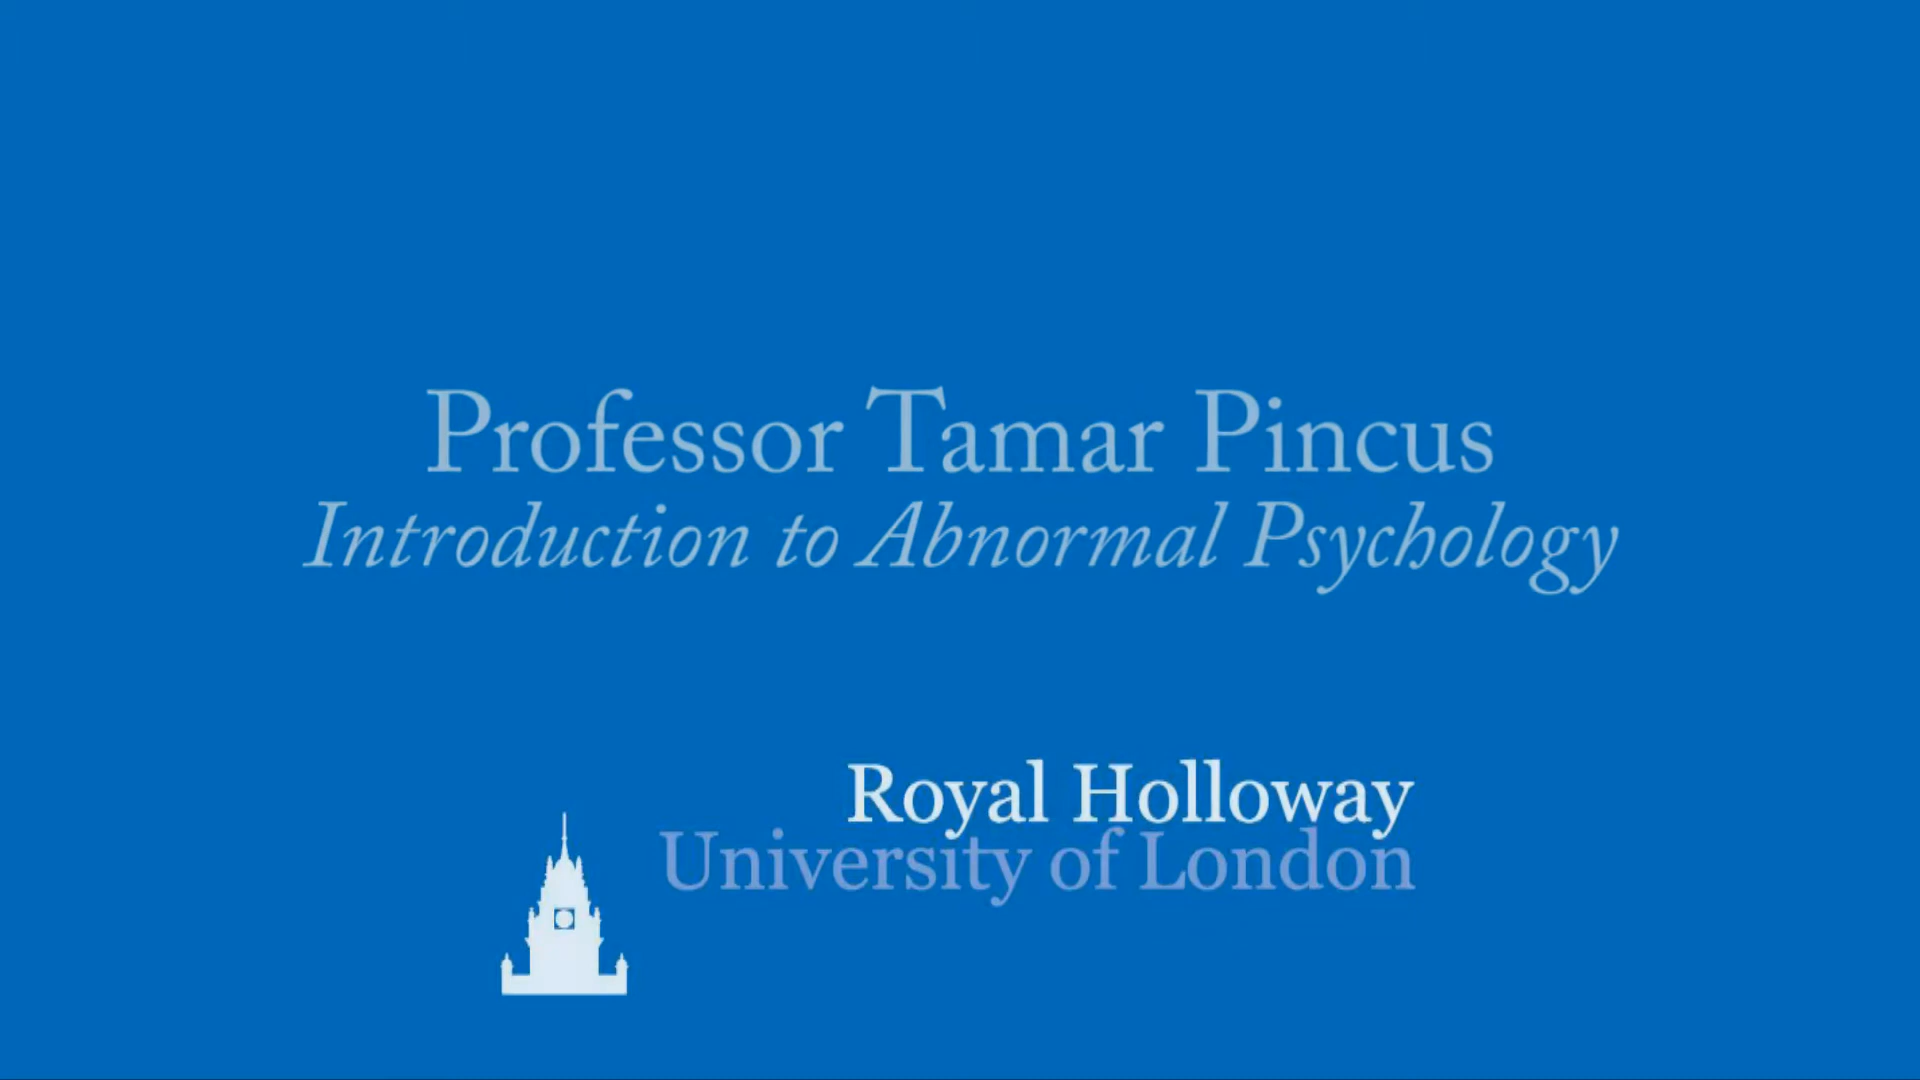 Professor Tamar Pincus
Introduction to Abnormal Psychology
Royal Holloway
University of London